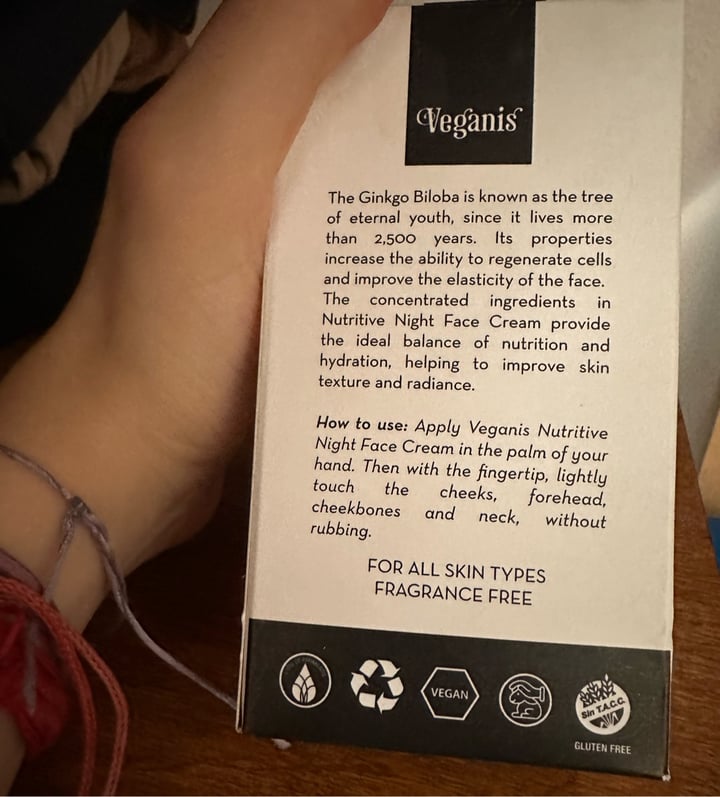 Veganis
The Ginkgo Biloba is known as the tree
of eternal youth, since it lives more
than 2,500 years. Its properties
increase the ability to regenerate cells
and improve the elasticity of the face.
The concentrated ingredients in
Nutritive Night Face Cream provide
the ideal balance of nutrition and
hydration, helping to improve skin
texture and radiance.
How to use: Apply Veganis Nutritive
Night Face Cream in the palm of your
hand. Then with the fingertip, lightly
touch the cheeks, forehead,
cheekbones and neck, without
rubbing.
FOR ALL SKIN TYPES
FRAGRANCE FREE
VEGAN
Sin T.A.C.C.
GLUTEN FREE